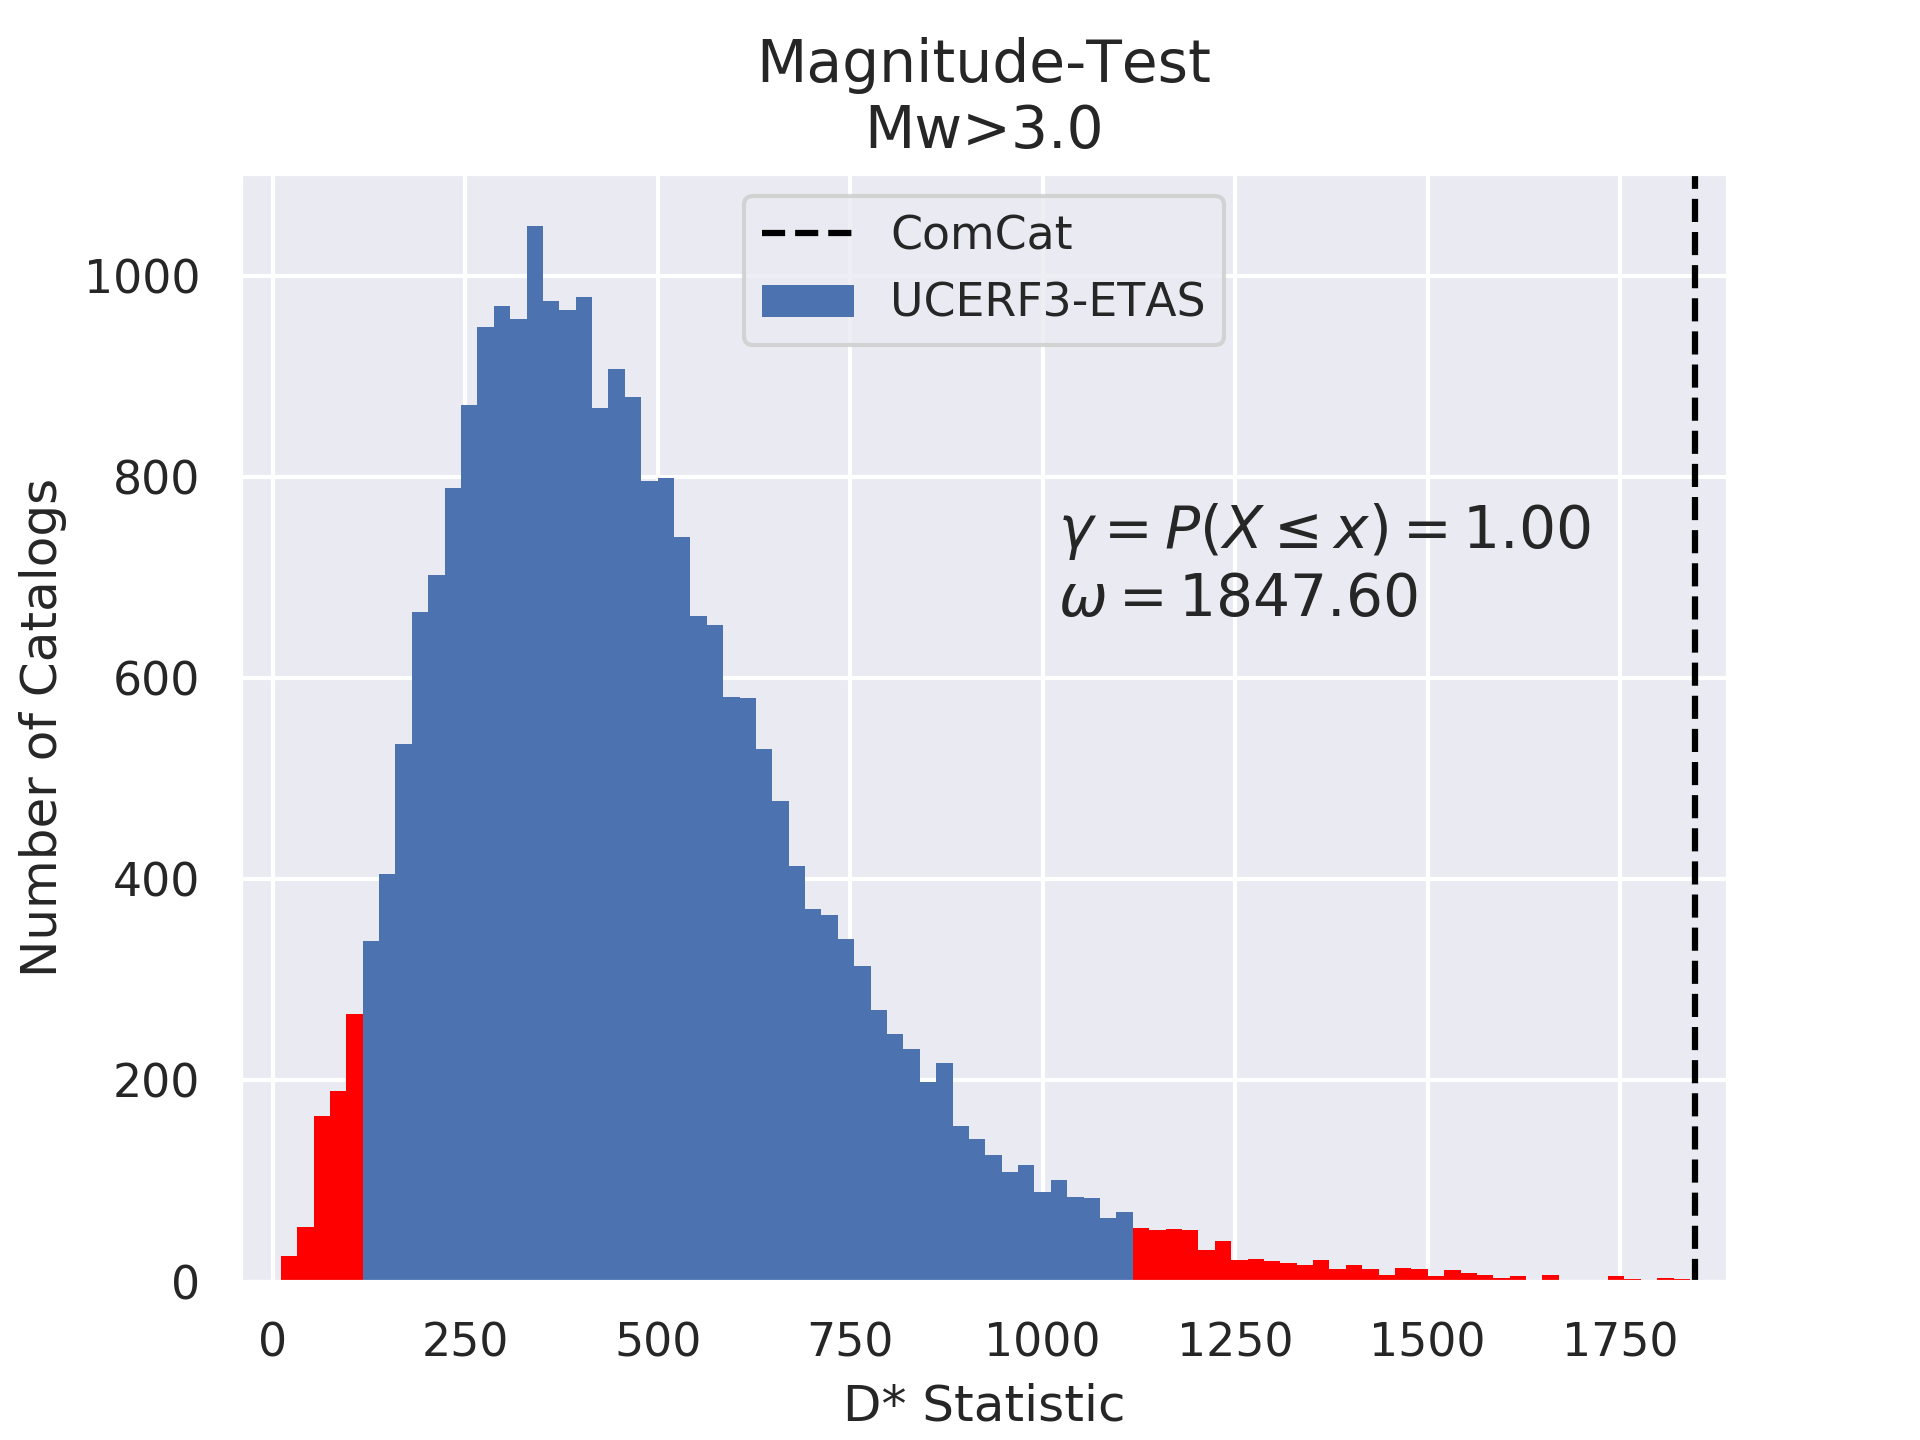 Magnitude-Test
Mw>3.0
ComCat
UCERF3-ETAS
γ = P(X ≤ x) = 1.00
ω = 1847.60
Number of Catalogs
1000
800
600
400
200
0
0 250 500 750 1000 1250 1500 1750
D* Statistic